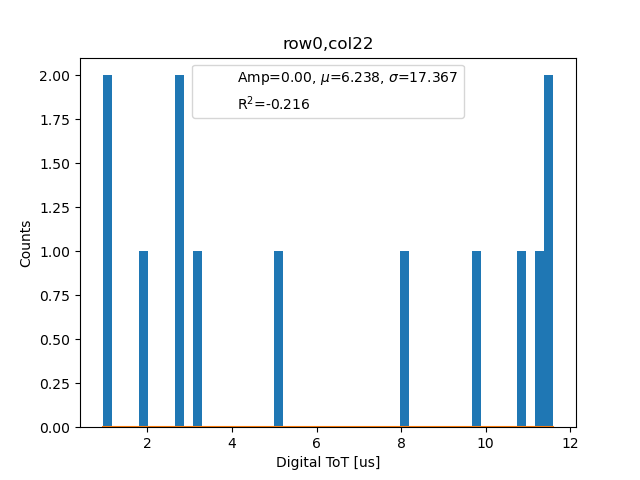 row0,col22
Amp=0.00, μ=6.238, σ=17.367
R²=-0.216
2.00
1.75
1.50
1.25
1.00
0.75
0.50
0.25
0.00
Counts
2 4 6 8 10 12
Digital ToT [us]